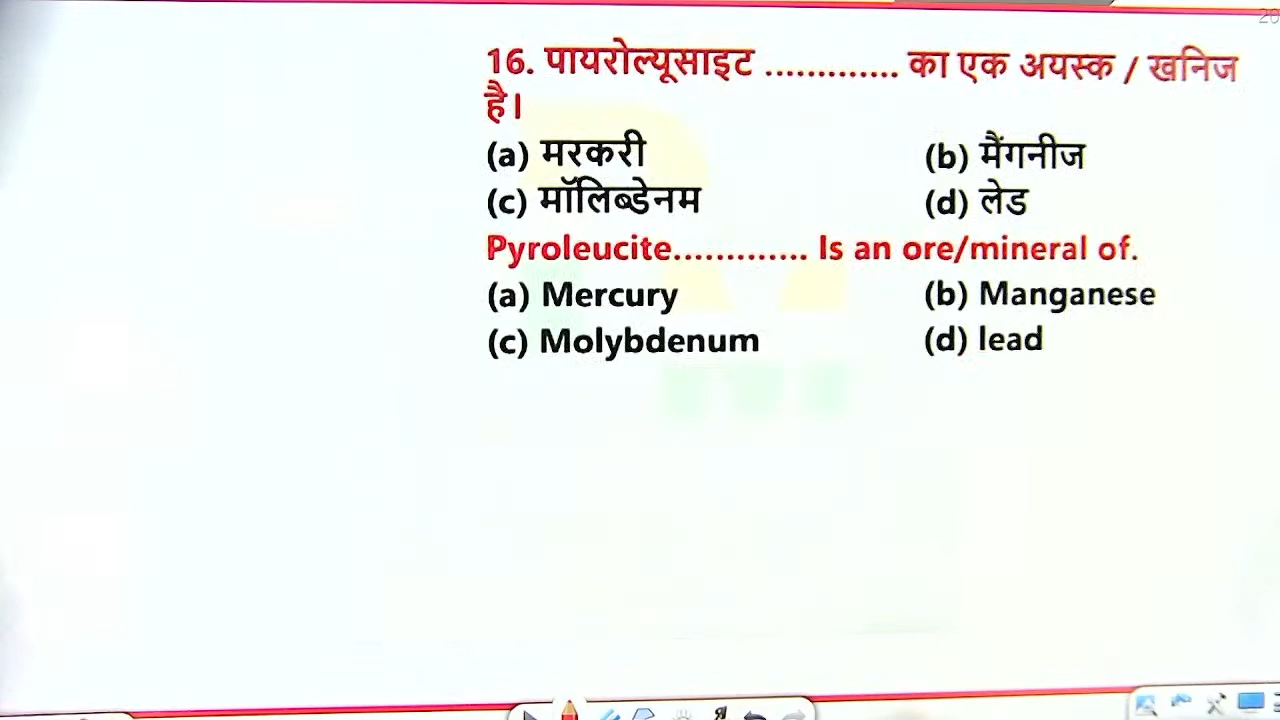 16. पायरोल्यूसाइट ............. का एक अयस्क / खनिज
है।
(a) मरकरी (b) मैंगनीज
(c) मॉलिब्डेनम (d) लेड
Pyroleucite............. Is an ore/mineral of.
(a) Mercury (b) Manganese
(c) Molybdenum (d) lead